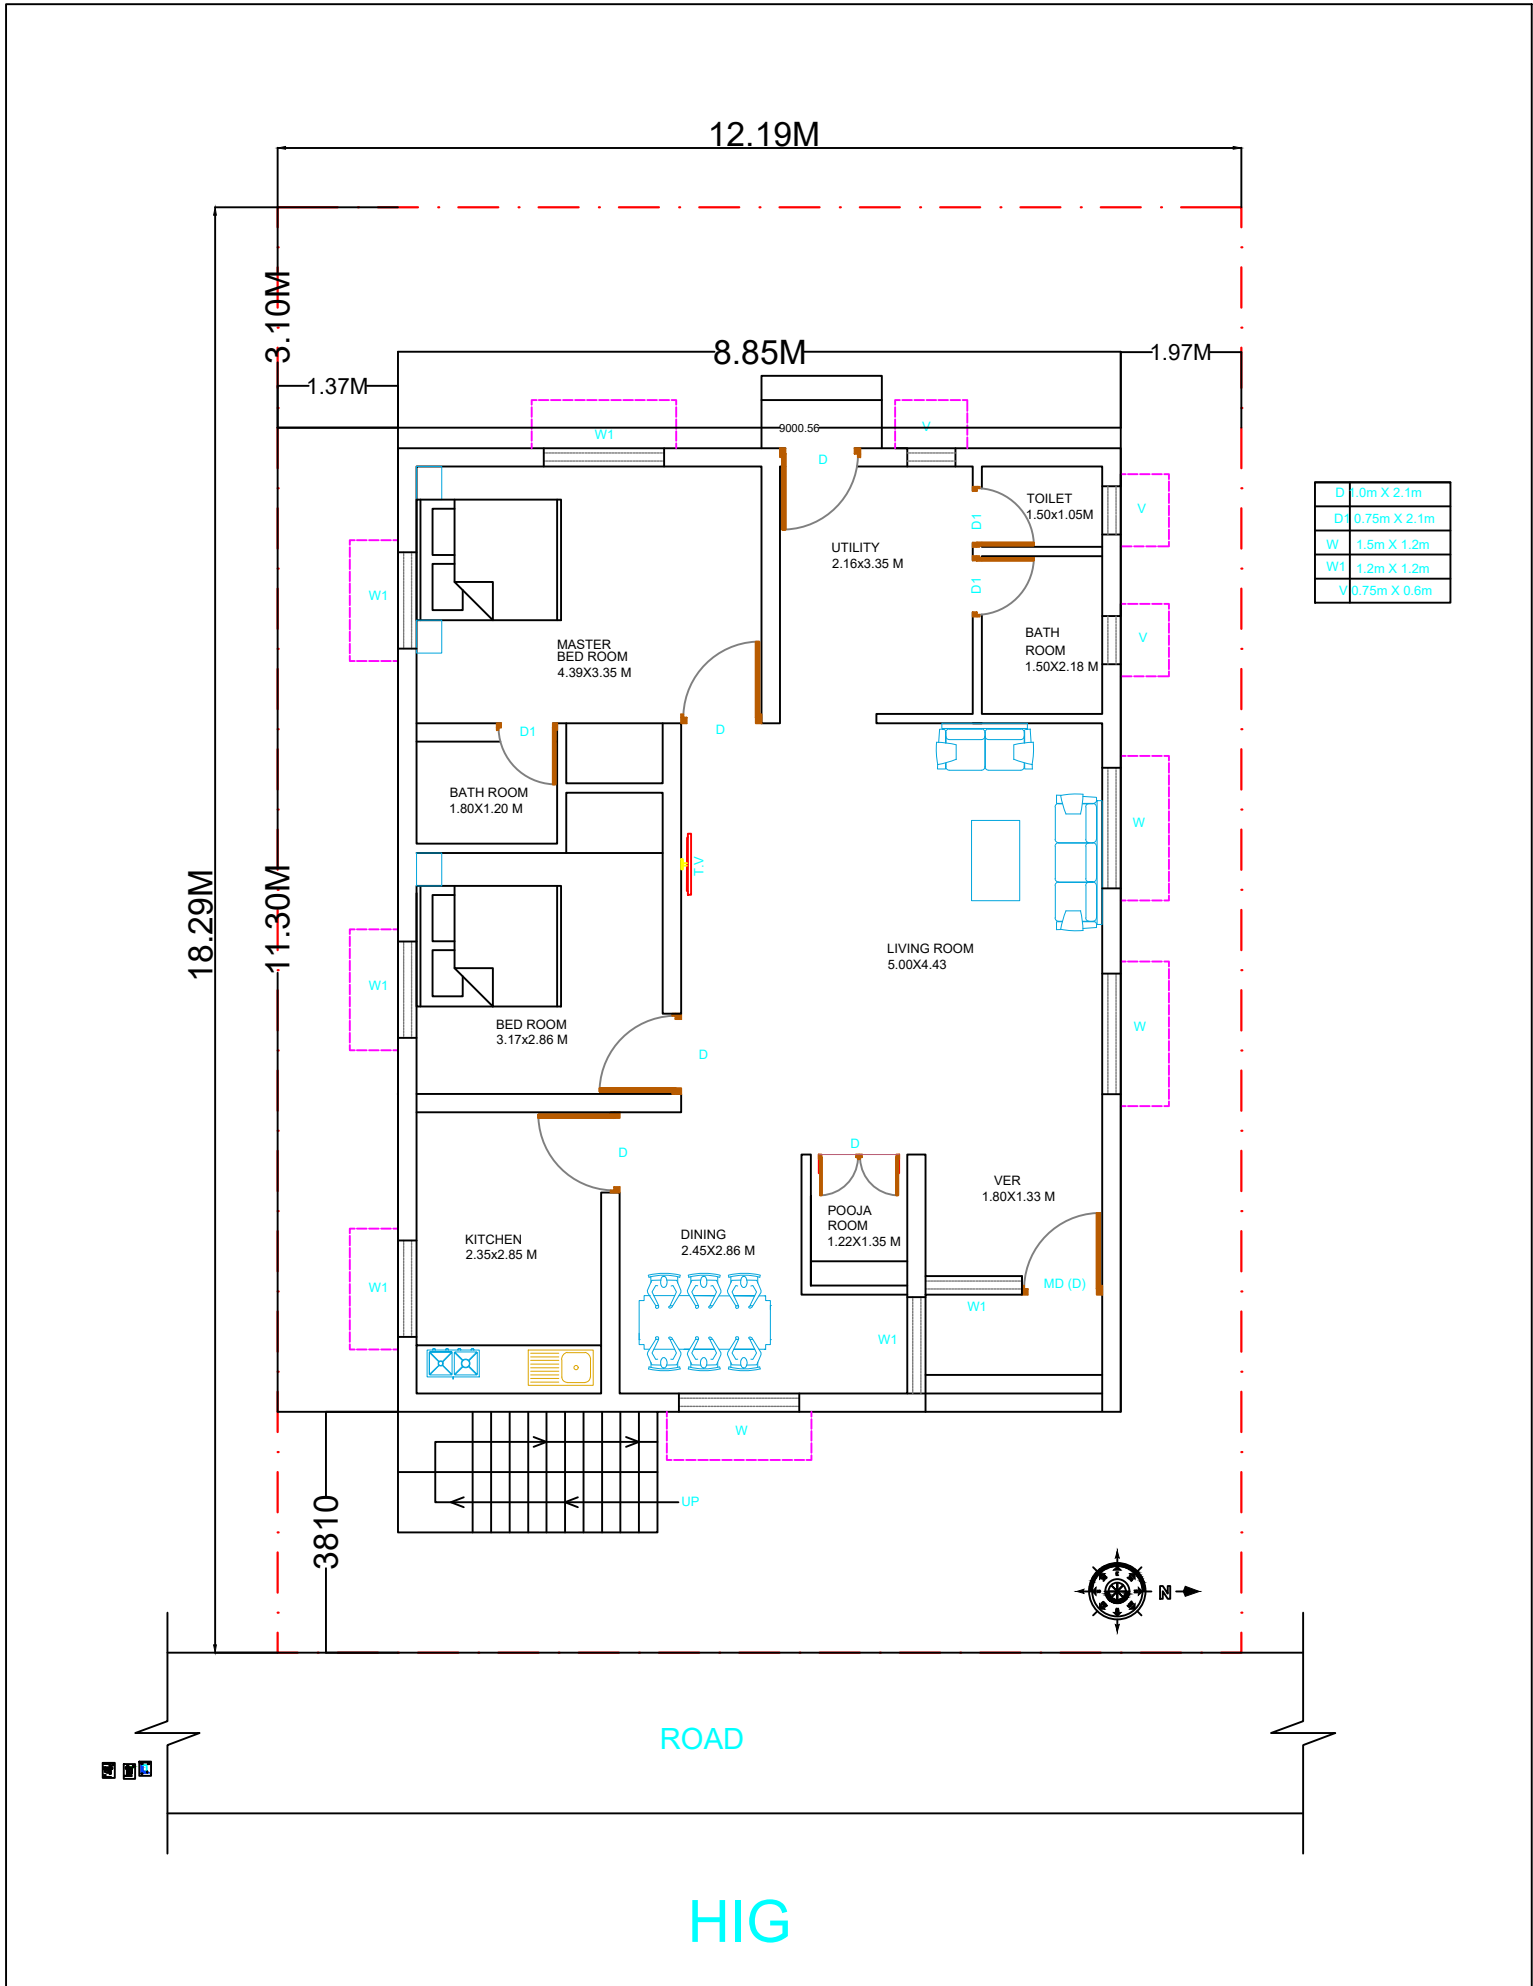 12.19M
3.10M
8.85M
1.97M
1.37M
W1
9000.56
V
D
TOILET
1.50x1.05M
V
D1
D 1.0m X 2.1m
D1 0.75m X 2.1m
W 1.5m X 1.2m
W1 1.2m X 1.2m
V 0.75m X 0.6m
UTILITY
2.16x3.35 M
W1
D1
BATH
ROOM
1.50X2.18 M
V
MASTER
BED ROOM
4.39X3.35 M
D1
D
BATH ROOM
1.80X1.20 M
T.V
W
18.29M
11.30M
LIVING ROOM
5.00X4.43
W1
BED ROOM
3.17x2.86 M
W
D
D
D
VER
1.80X1.33 M
POOJA
ROOM
1.22X1.35 M
KITCHEN
2.35x2.85 M
DINING
2.45X2.86 M
W1
MD (D)
W1
W1
W
UP
3810
N
ROAD
HIG